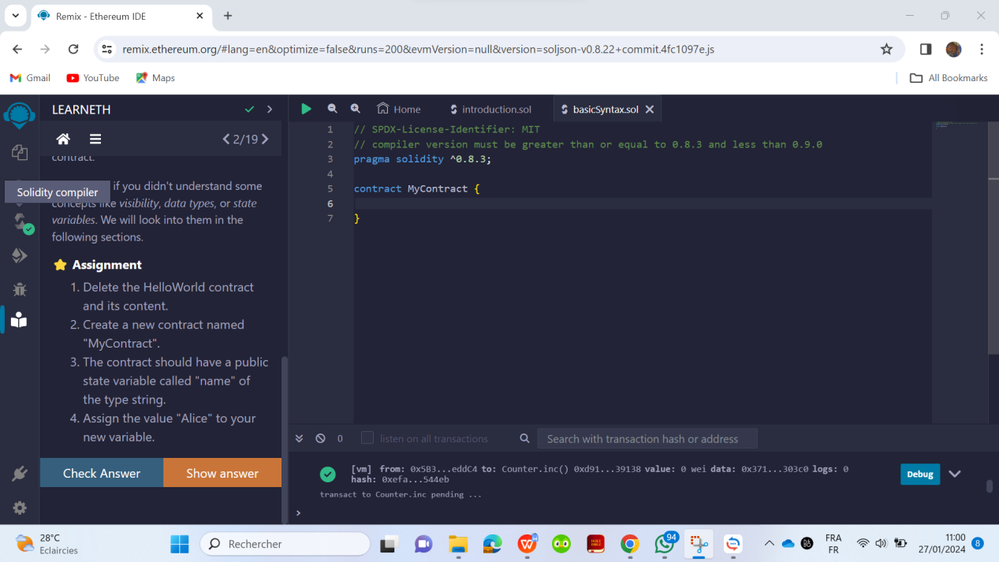 Remix - Ethereum IDE
remix.ethereum.org/#lang=en&optimize=false&runs=200&evmVersion=null&version=soljson-v0.8.22+commit.4fc1097e.js
Gmail
YouTube
Maps
All Bookmarks
LEARNETH
2/19
contract.
if you didn't understand some
concepts like visibility, data types, or state
variables. We will look into them in the
following sections.
Solidity compiler
Assignment
1. Delete the HelloWorld contract
and its content.
2. Create a new contract named
"MyContract".
3. The contract should have a public
state variable called "name" of
the type string.
4. Assign the value "Alice" to your
new variable.
Check Answer
Show answer
Home
introduction.sol
basicSyntax.sol
1 // SPDX-License-Identifier: MIT
2 // compiler version must be greater than or equal to 0.8.3 and less than 0.9.0
3 pragma solidity ^0.8.3;
4
5 contract MyContract {
6
7 }
0
listen on all transactions
Search with transaction hash or address
[vm] from: 0x5B3...eddC4 to: Counter.inc() 0xd91...39138 value: 0 wei data: 0x371...303c0 logs: 0
hash: 0xefa...544eb
Debug
transact to Counter.inc pending ...
>
28°C
Eclaircies
Rechercher
94
FRA
FR
11:00
27/01/2024
8